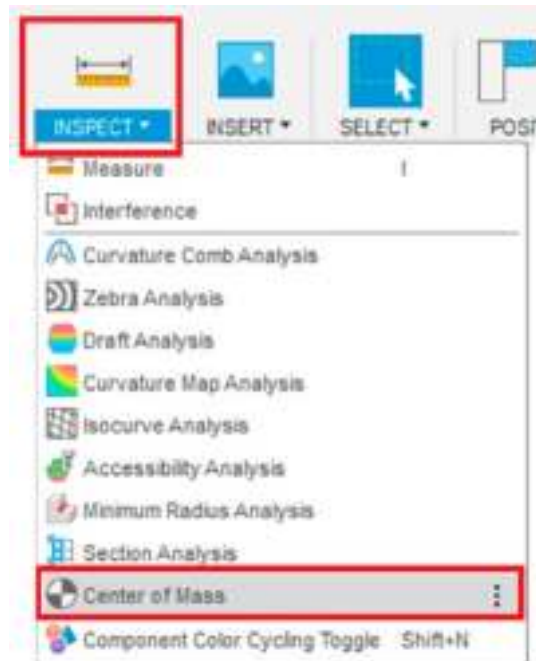 INSPECT INSERT SELECT POSI
Measure I
Interference
Curvature Comb Analysis
Zebra Analysis
Draft Analysis
Curvature Map Analysis
Isocurve Analysis
Accessibility Analysis
Minimum Radius Analysis
Section Analysis
Center of Mass
Component Color Cycling Toggle Shift+N